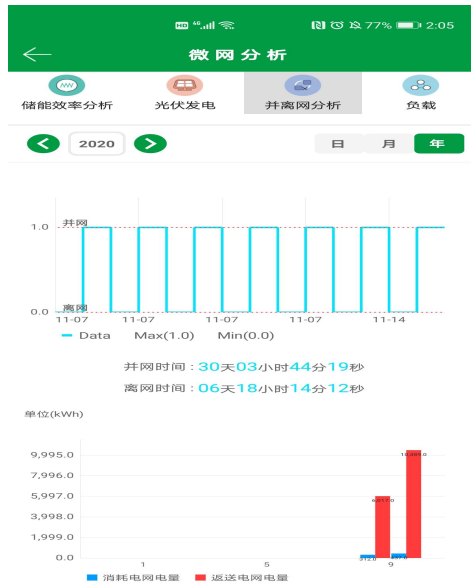 HD 46 77% 2:05
微网分析
储能效率分析 光伏发电 并离网分析 负载
2020 日 月 年
1.0 并网
0.0 离网
11-07 11-07 11-07 11-07 11-14
Data Max(1.0) Min(0.0)
并网时间：30天03小时44分19秒
离网时间：06天18小时14分12秒
单位(kWh)
9,995.0
7,996.0
5,997.0
3,998.0
1,999.0
0.0
1 5 9
消耗电网电量 返送电网电量